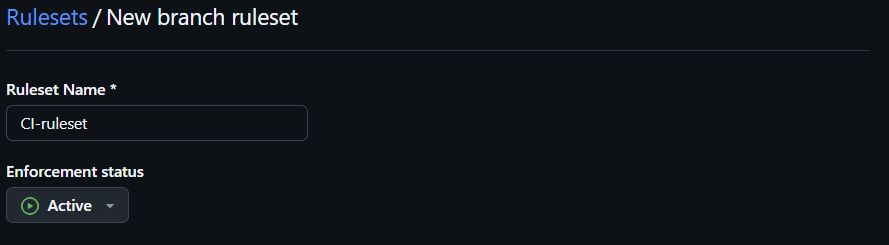 Rulesets / New branch ruleset
Ruleset Name *
CI-ruleset
Enforcement status
Active